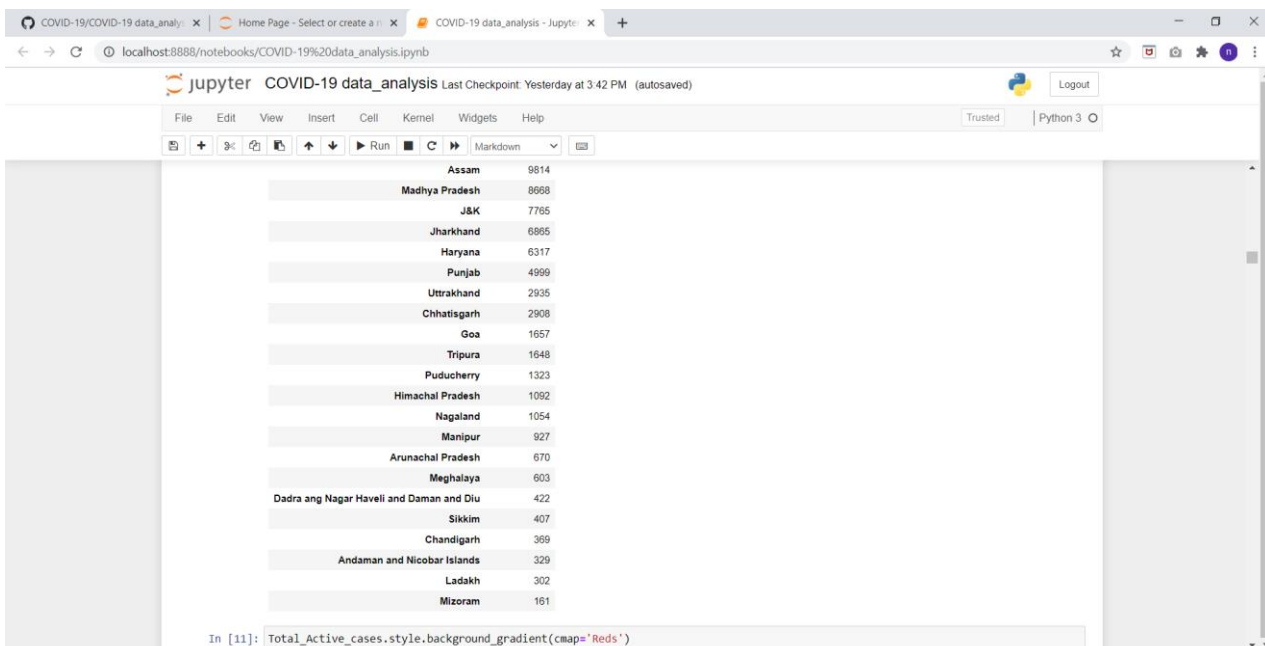 COVID-19/COVID-19 data_analys
Home Page - Select or create a n
COVID-19 data_analysis - Jupyter
localhost:8888/notebooks/COVID-19%20data_analysis.ipynb
n
jupyter COVID-19 data_analysis Last Checkpoint: Yesterday at 3:42 PM (autosaved)
Logout
File Edit View Insert Cell Kernel Widgets Help
Trusted Python 3
Run Markdown
Assam 9814
Madhya Pradesh 8668
J&K 7765
Jharkhand 6865
Haryana 6317
Punjab 4999
Uttrakhand 2935
Chhatisgarh 2908
Goa 1657
Tripura 1648
Puducherry 1323
Himachal Pradesh 1092
Nagaland 1054
Manipur 927
Arunachal Pradesh 670
Meghalaya 603
Dadra ang Nagar Haveli and Daman and Diu 422
Sikkim 407
Chandigarh 369
Andaman and Nicobar Islands 329
Ladakh 302
Mizoram 161
In [11]: Total_Active_cases.style.background_gradient(cmap='Reds')